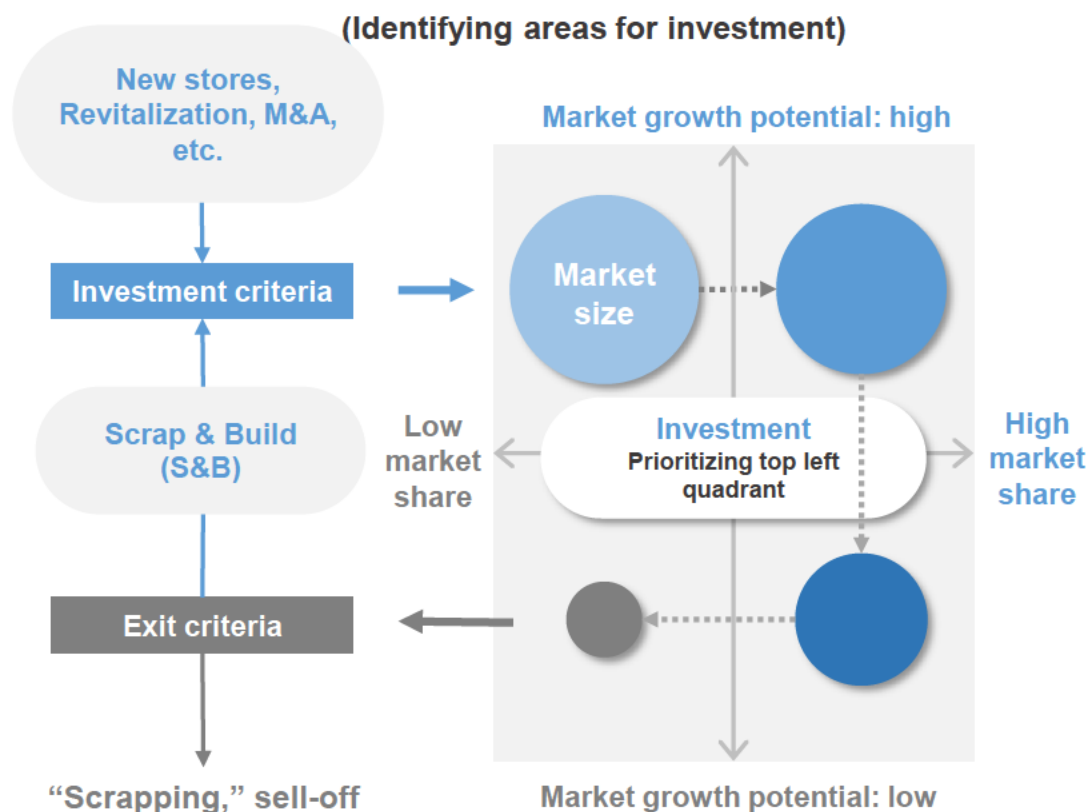 (Identifying areas for investment)
New stores,
Revitalization, M&A,
etc.
Market growth potential: high
Investment criteria
Market
size
Scrap & Build
(S&B)
Low
market
share
Investment
Prioritizing top left
quadrant
High
market
share
Exit criteria
“Scrapping,” sell-off
Market growth potential: low